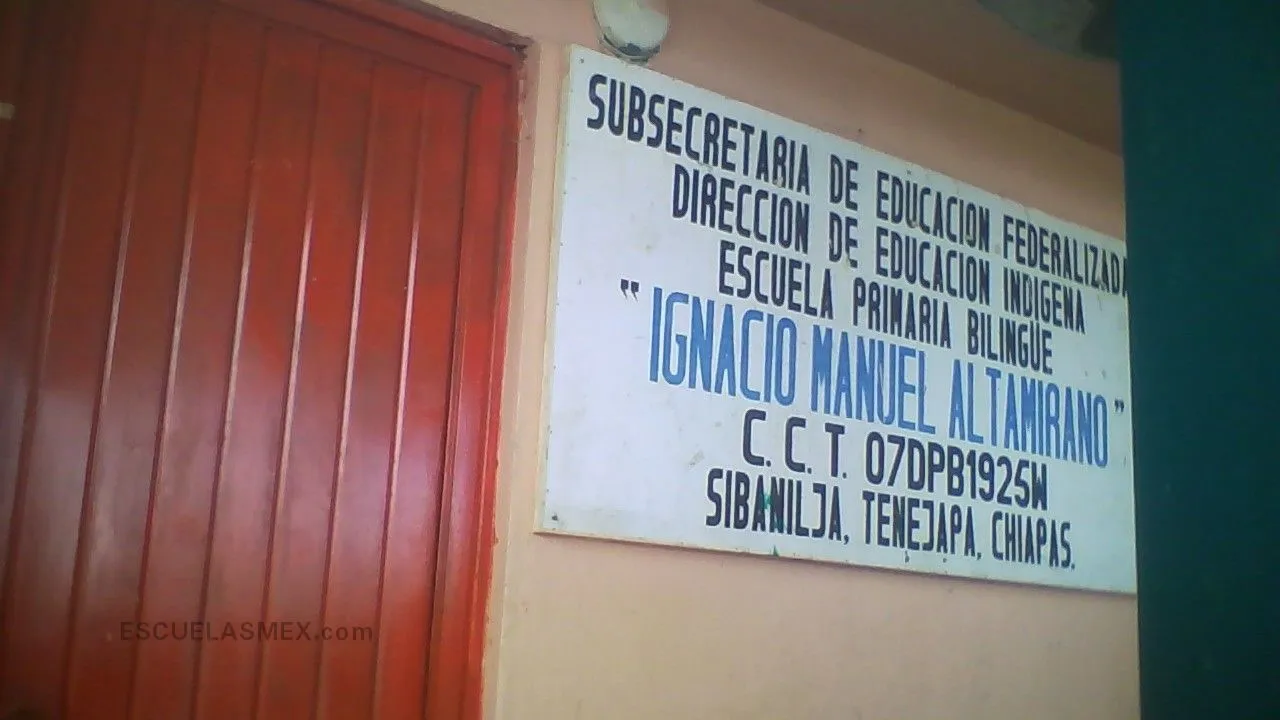 SUBSECRETARIA DE EDUCACION FEDERALIZADA
DIRECCION DE EDUCACION INDIGENA
ESCUELA PRIMARIA BILINGÜE
"IGNACIO MANUEL ALTAMIRANO"
C. C. T. 07DPB1925W
SIBANILJA, TENEJAPA, CHIAPAS.
ESCUELASMEX.com